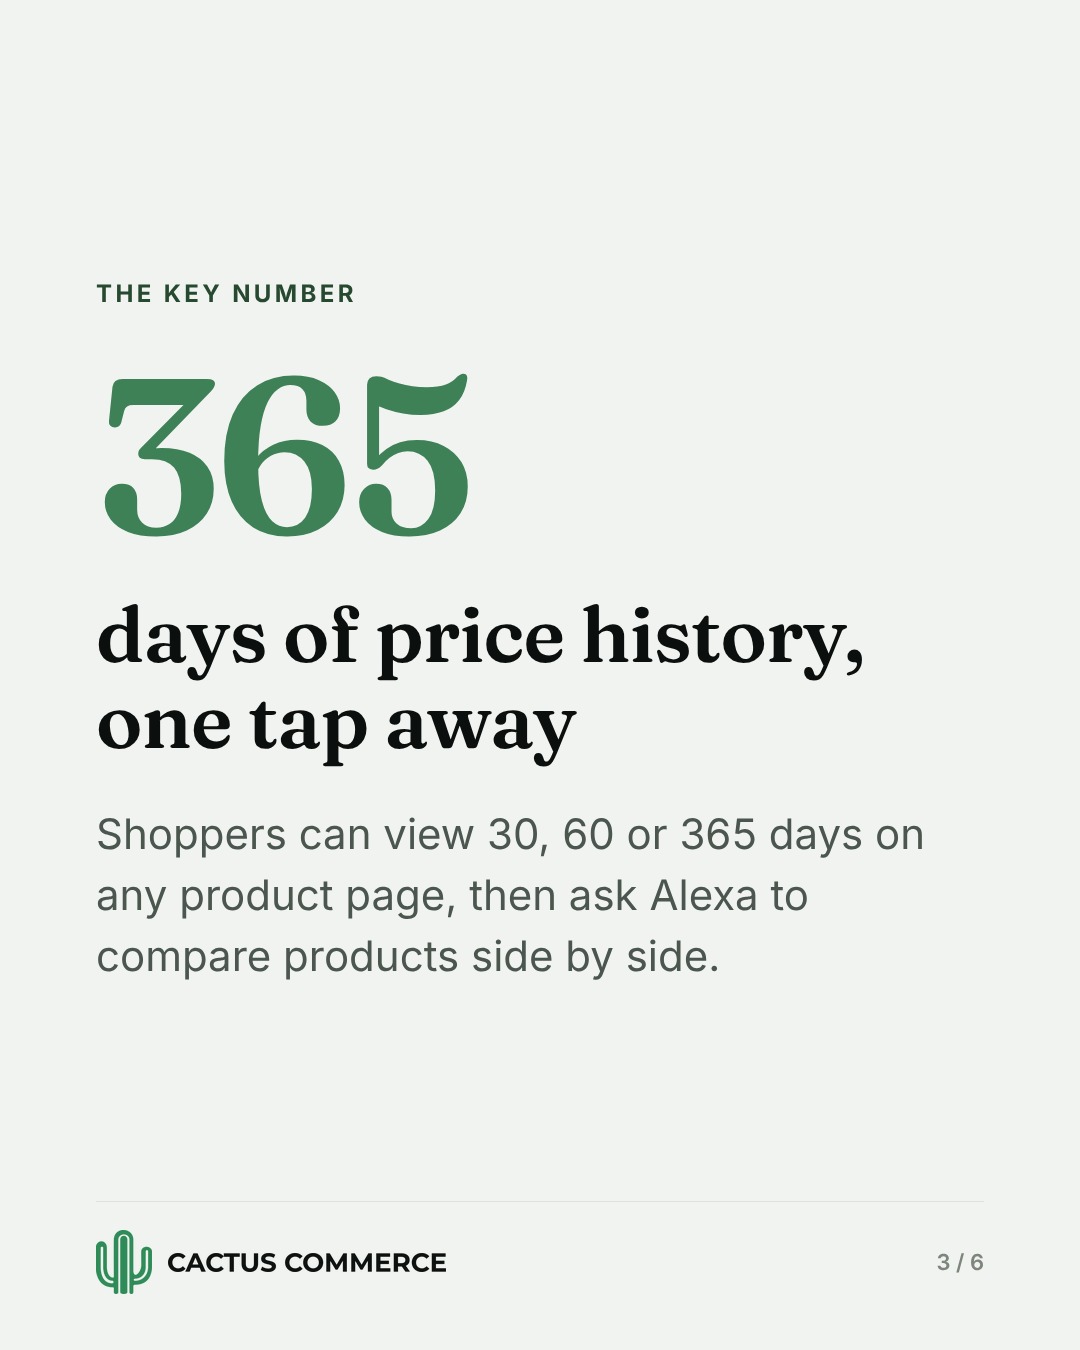 THE KEY NUMBER
365
days of price history,
one tap away
Shoppers can view 30, 60 or 365 days on
any product page, then ask Alexa to
compare products side by side.
CACTUS COMMERCE
3 / 6